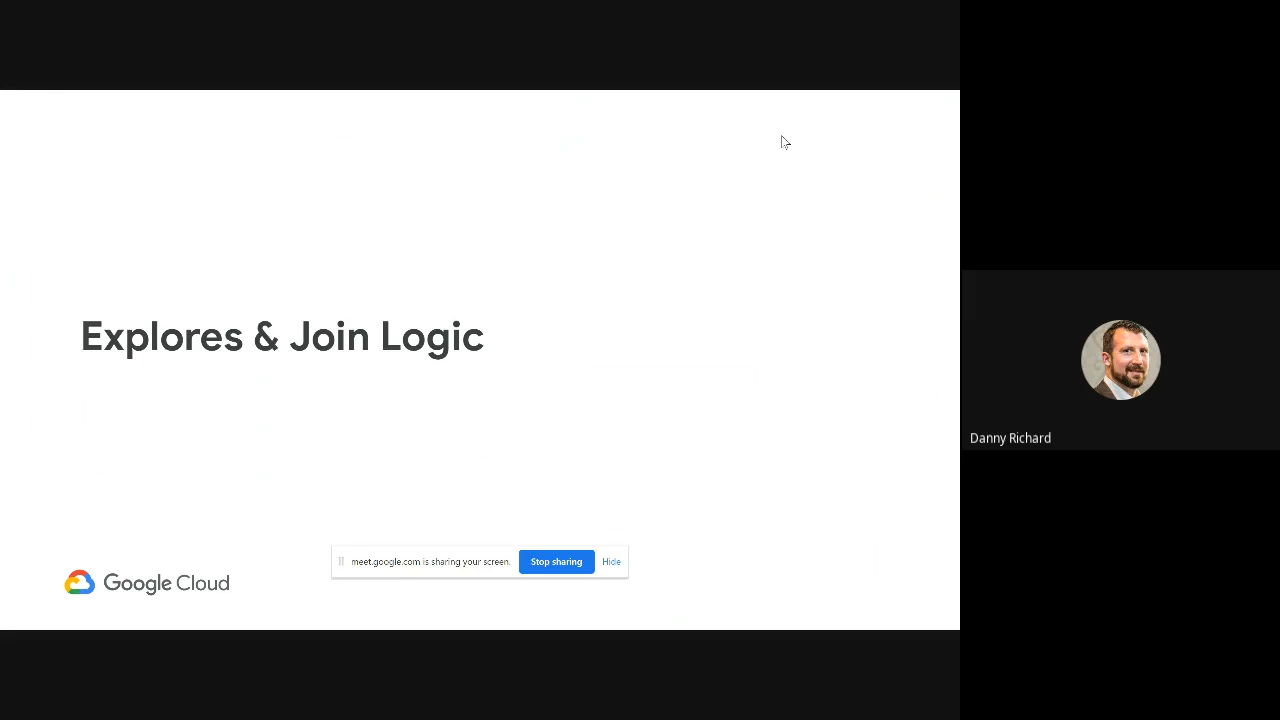 Explores & Join Logic
Danny Richard
meet.google.com is sharing your screen. Stop sharing Hide
Google Cloud